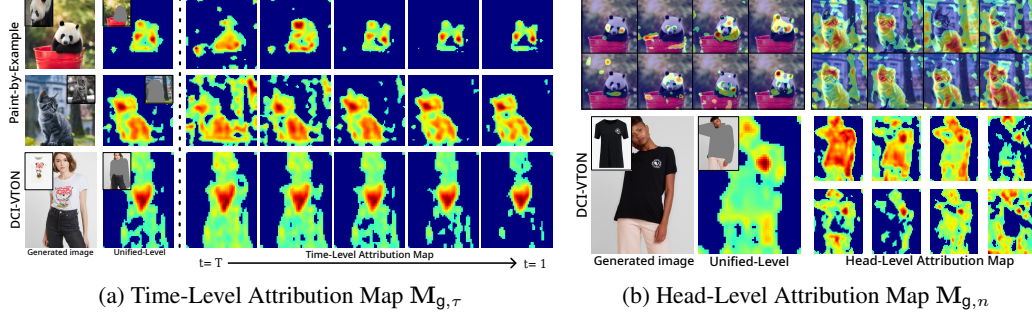 Paint-by-Example
DCI-VTON
Generated image
Unified-Level
Time-Level Attribution Map
t= T
t= 1
(a) Time-Level Attribution Map M_{g,τ}
DCI-VTON
Generated image
Unified-Level
Head-Level Attribution Map
(b) Head-Level Attribution Map M_{g,n}